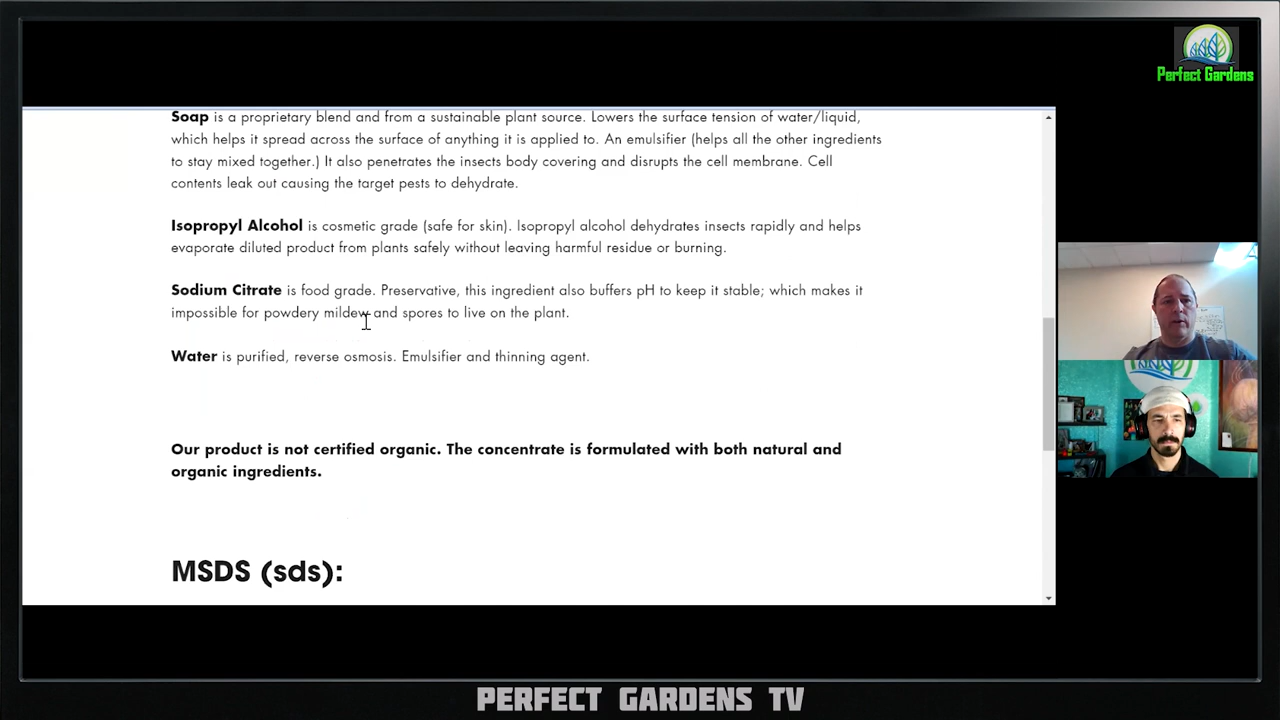 Perfect Gardens
Soap is a proprietary blend and from a sustainable plant source. Lowers the surface tension of water/liquid,
which helps it spread across the surface of anything it is applied to. An emulsifier (helps all the other ingredients
to stay mixed together.) It also penetrates the insects body covering and disrupts the cell membrane. Cell
contents leak out causing the target pests to dehydrate.
Isopropyl Alcohol is cosmetic grade (safe for skin). Isopropyl alcohol dehydrates insects rapidly and helps
evaporate diluted product from plants safely without leaving harmful residue or burning.
Sodium Citrate is food grade. Preservative, this ingredient also buffers pH to keep it stable; which makes it
impossible for powdery mildew and spores to live on the plant.
Water is purified, reverse osmosis. Emulsifier and thinning agent.
Our product is not certified organic. The concentrate is formulated with both natural and
organic ingredients.
MSDS (sds):
PERFECT GARDENS TV